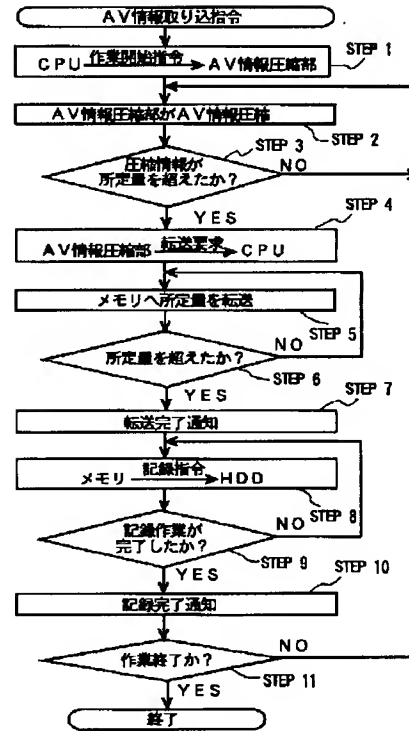 AV情報取り込指令
STEP 1
作業開始指令
CPU AV情報圧縮部
AV情報圧縮部がAV情報圧縮
STEP 2
STEP 3
圧縮情報が
所定量を超えたか?
NO
YES
STEP 4
転送要求
AV情報圧縮部 CPU
メモリへ所定量を転送
STEP 5
所定量を超えたか?
NO
STEP 6
YES
STEP 7
転送完了通知
記録指令
メモリ HDD
STEP 8
記録作業が
完了したか?
NO
STEP 9
YES
STEP 10
記録完了通知
作業終了か?
NO
STEP 11
YES
終了